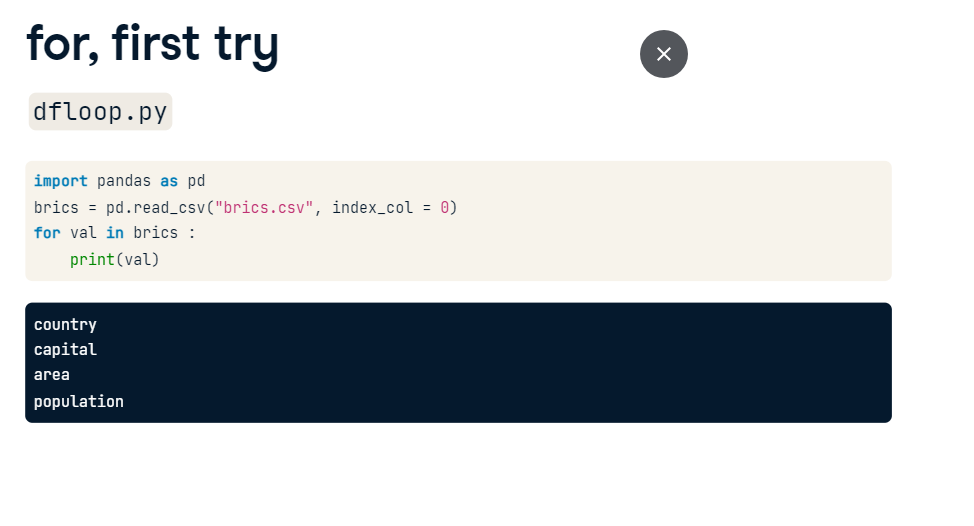 for, first try
dfloop.py
import pandas as pd
brics = pd.read_csv("brics.csv", index_col = 0)
for val in brics :
    print(val)
country
capital
area
population